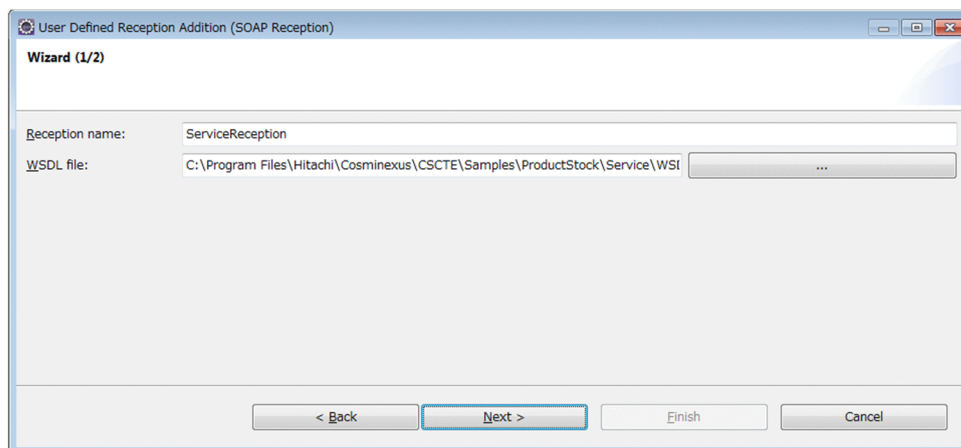 User Defined Reception Addition (SOAP Reception)
Wizard (1/2)
Reception name: ServiceReception
WSDL file: C:\Program Files\Hitachi\Cosminexus\CSCTE\Samples\ProductStock\Service\WSD ...
< Back Next > Finish Cancel